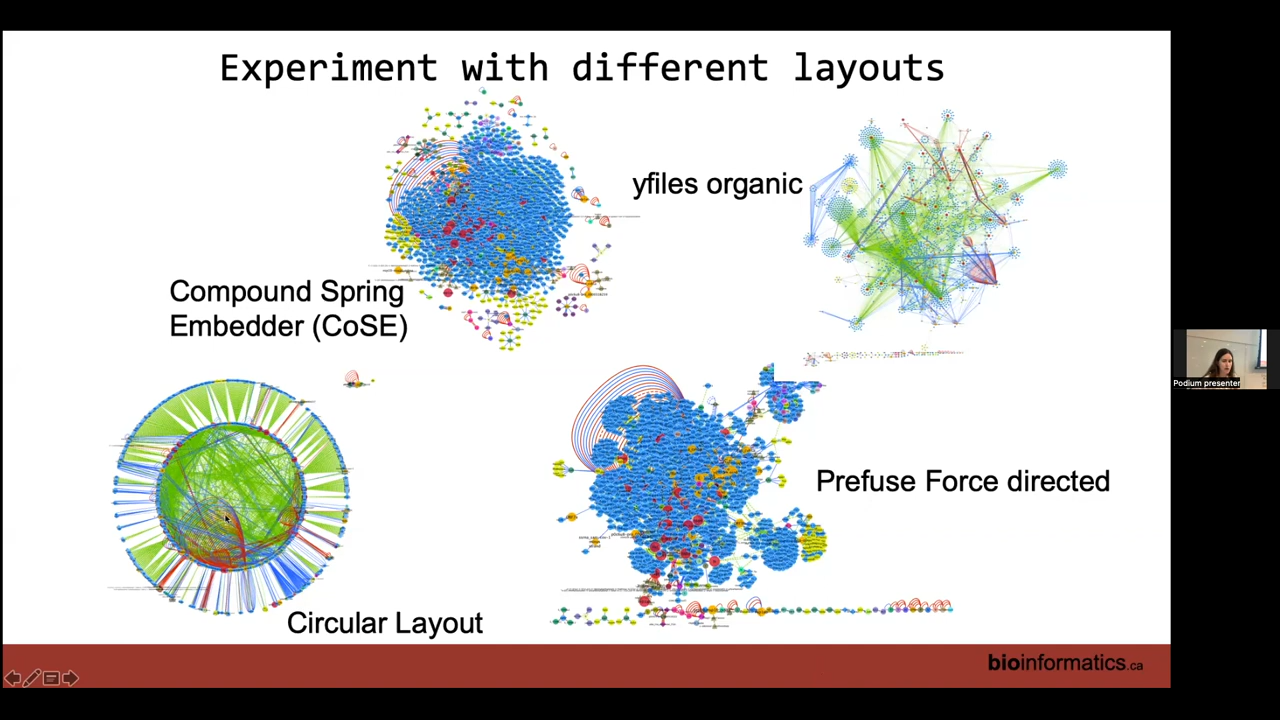 Experiment with different layouts
yfiles organic
Compound Spring
Embedder (CoSE)
Prefuse Force directed
Circular Layout
bioinformatics.ca
Podium presenter